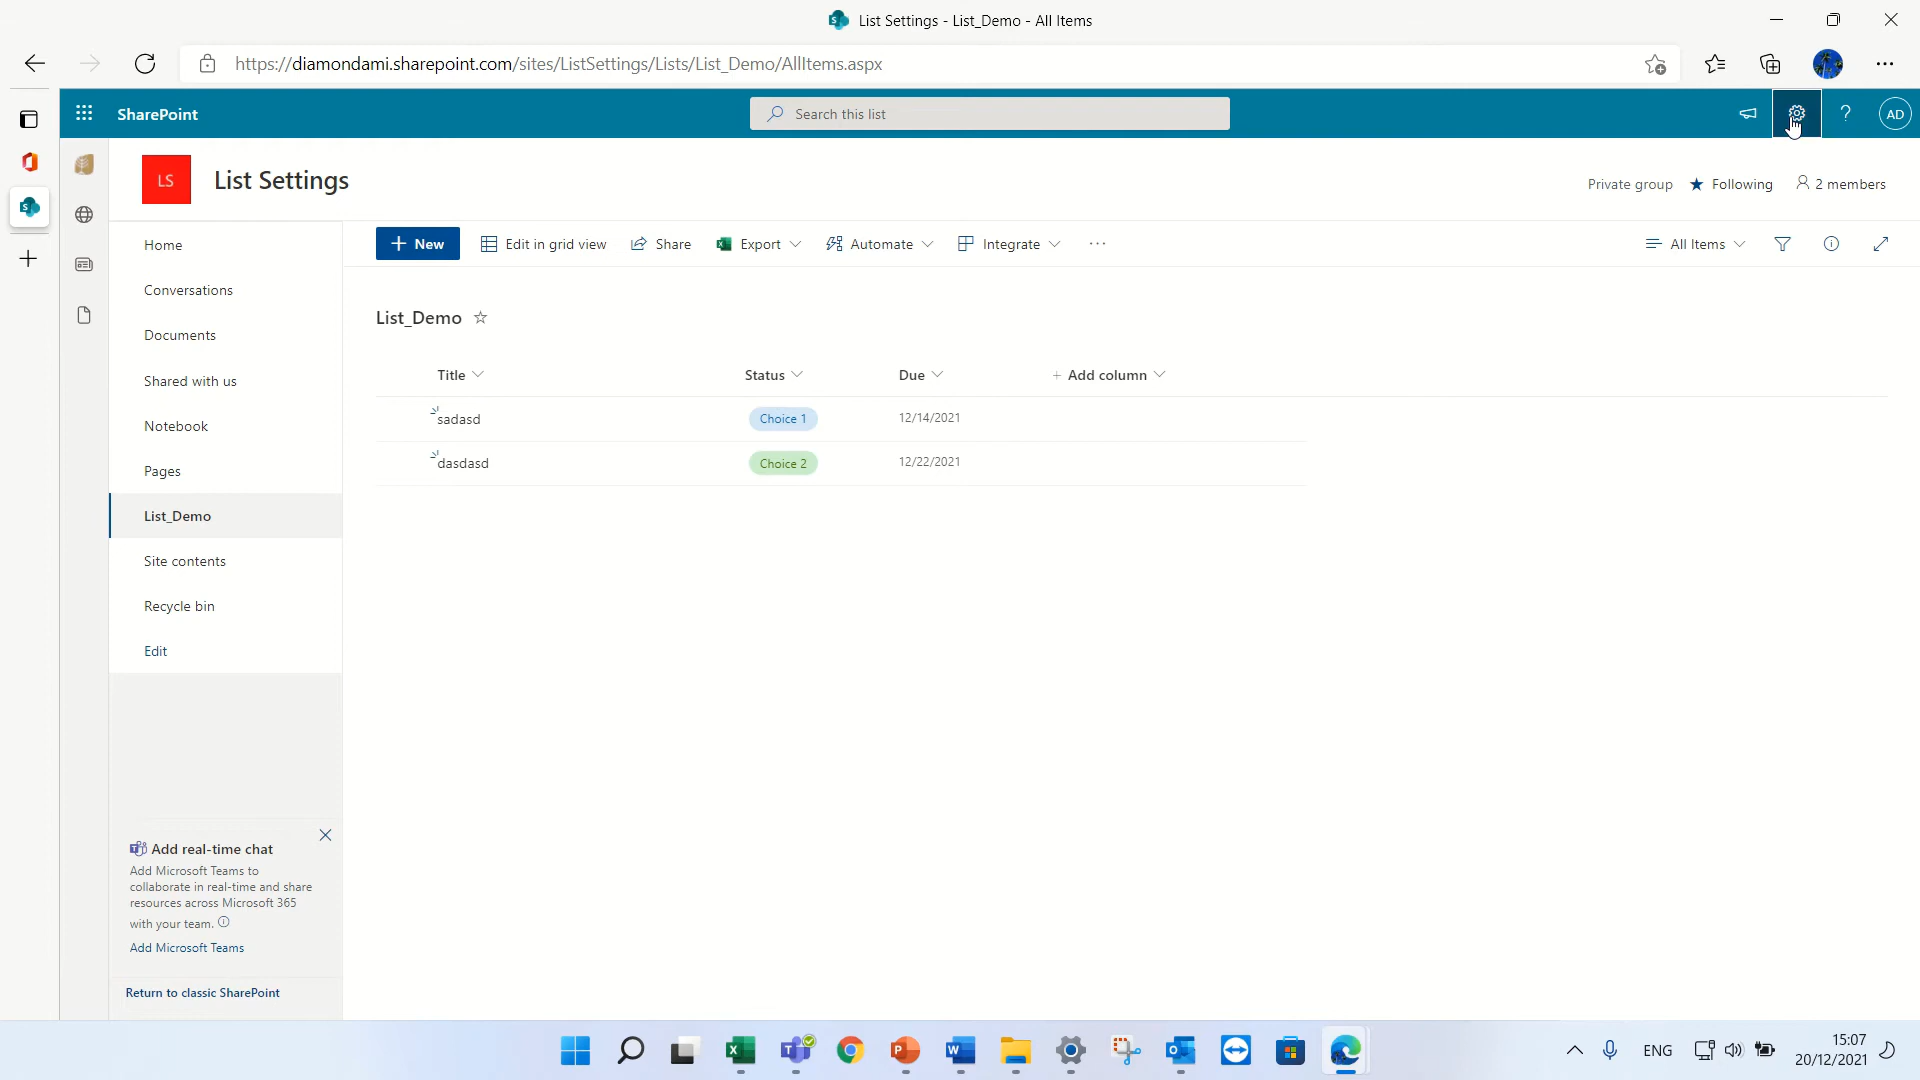 List Settings - List_Demo - All Items
https://diamondami.sharepoint.com/sites/ListSettings/Lists/List_Demo/AllItems.aspx
SharePoint
Search this list
?
AD
LS
List Settings
Private group
Following
2 members
New
Edit in grid view
Share
Export
Automate
Integrate
All Items
Home
Conversations
Documents
Shared with us
Notebook
Pages
List_Demo
Site contents
Recycle bin
Edit
List_Demo
Title
Status
Due
+ Add column
sadasd
Choice 1
12/14/2021
dasdasd
Choice 2
12/22/2021
Add real-time chat
Add Microsoft Teams to
collaborate in real-time and share
resources across Microsoft 365
with your team.
Add Microsoft Teams
Return to classic SharePoint
ENG
15:07
20/12/2021